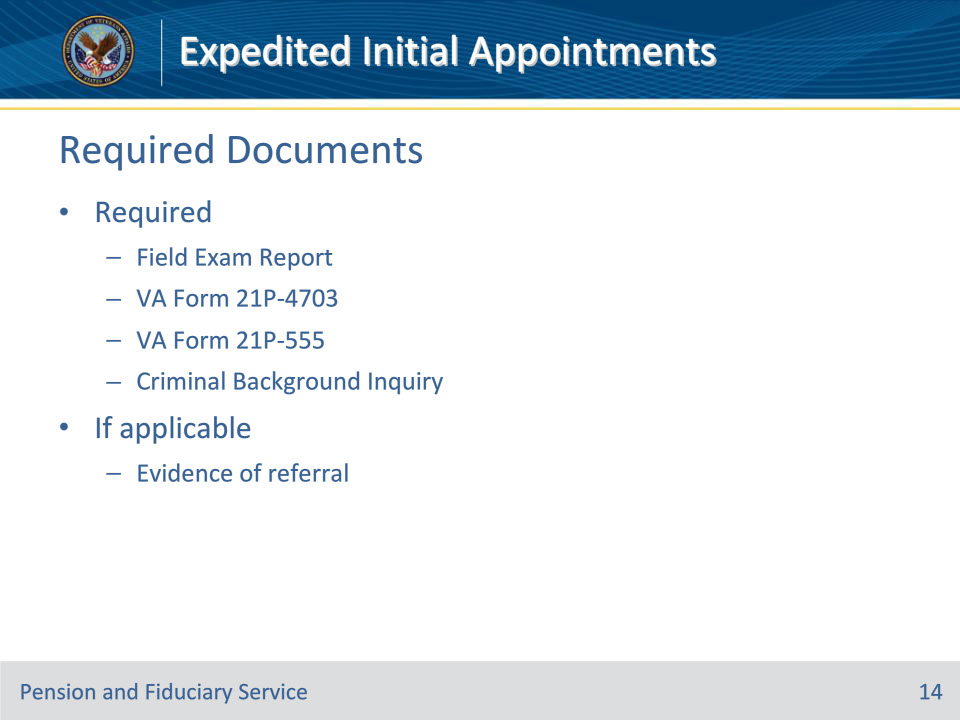 Expedited Initial Appointments
Required Documents
• Required
– Field Exam Report
– VA Form 21P-4703
– VA Form 21P-555
– Criminal Background Inquiry
• If applicable
– Evidence of referral
Pension and Fiduciary Service
14